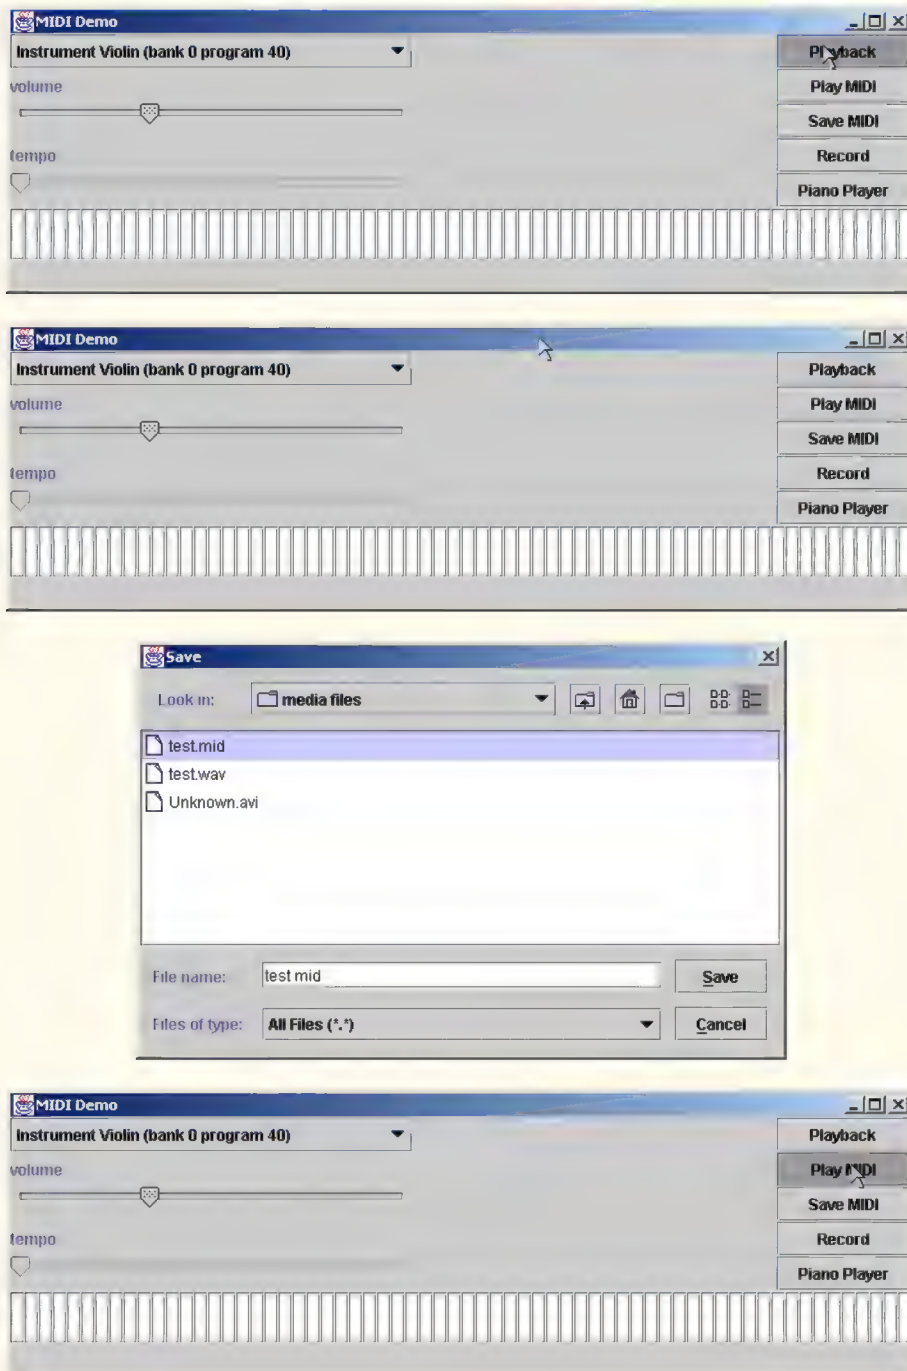 MIDI Demo
Instrument Violin (bank 0 program 40)
Playback
volume
Play MIDI
Save MIDI
tempo
Record
Piano Player
MIDI Demo
Instrument Violin (bank 0 program 40)
Playback
volume
Play MIDI
Save MIDI
tempo
Record
Piano Player
Save
Look in: media files
test.mid
test.wav
Unknown.avi
File name: test mid Save
Files of type: All Files (*.*) Cancel
MIDI Demo
Instrument Violin (bank 0 program 40)
Playback
volume
Play MIDI
Save MIDI
tempo
Record
Piano Player